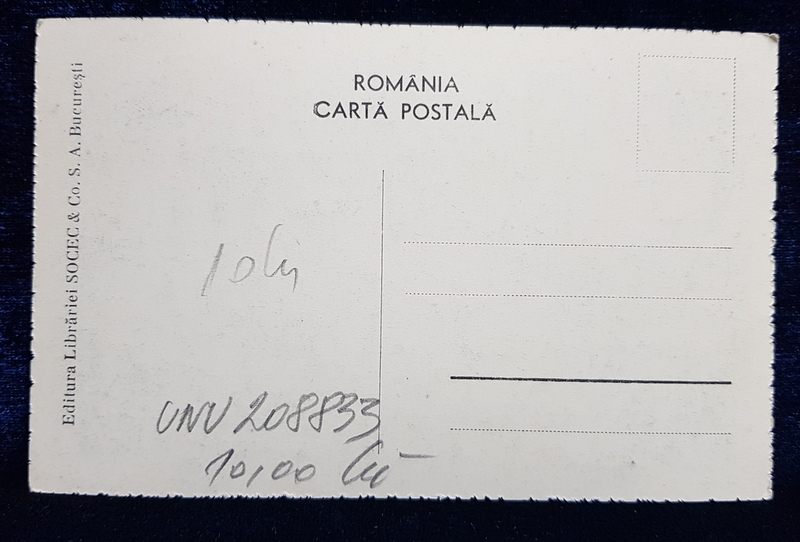 ROMÂNIA
CARTĂ POSTALĂ
Editura Librăriei SOCEC & Co. S. A. București
10 lei
UNV 208833
10,00 lei